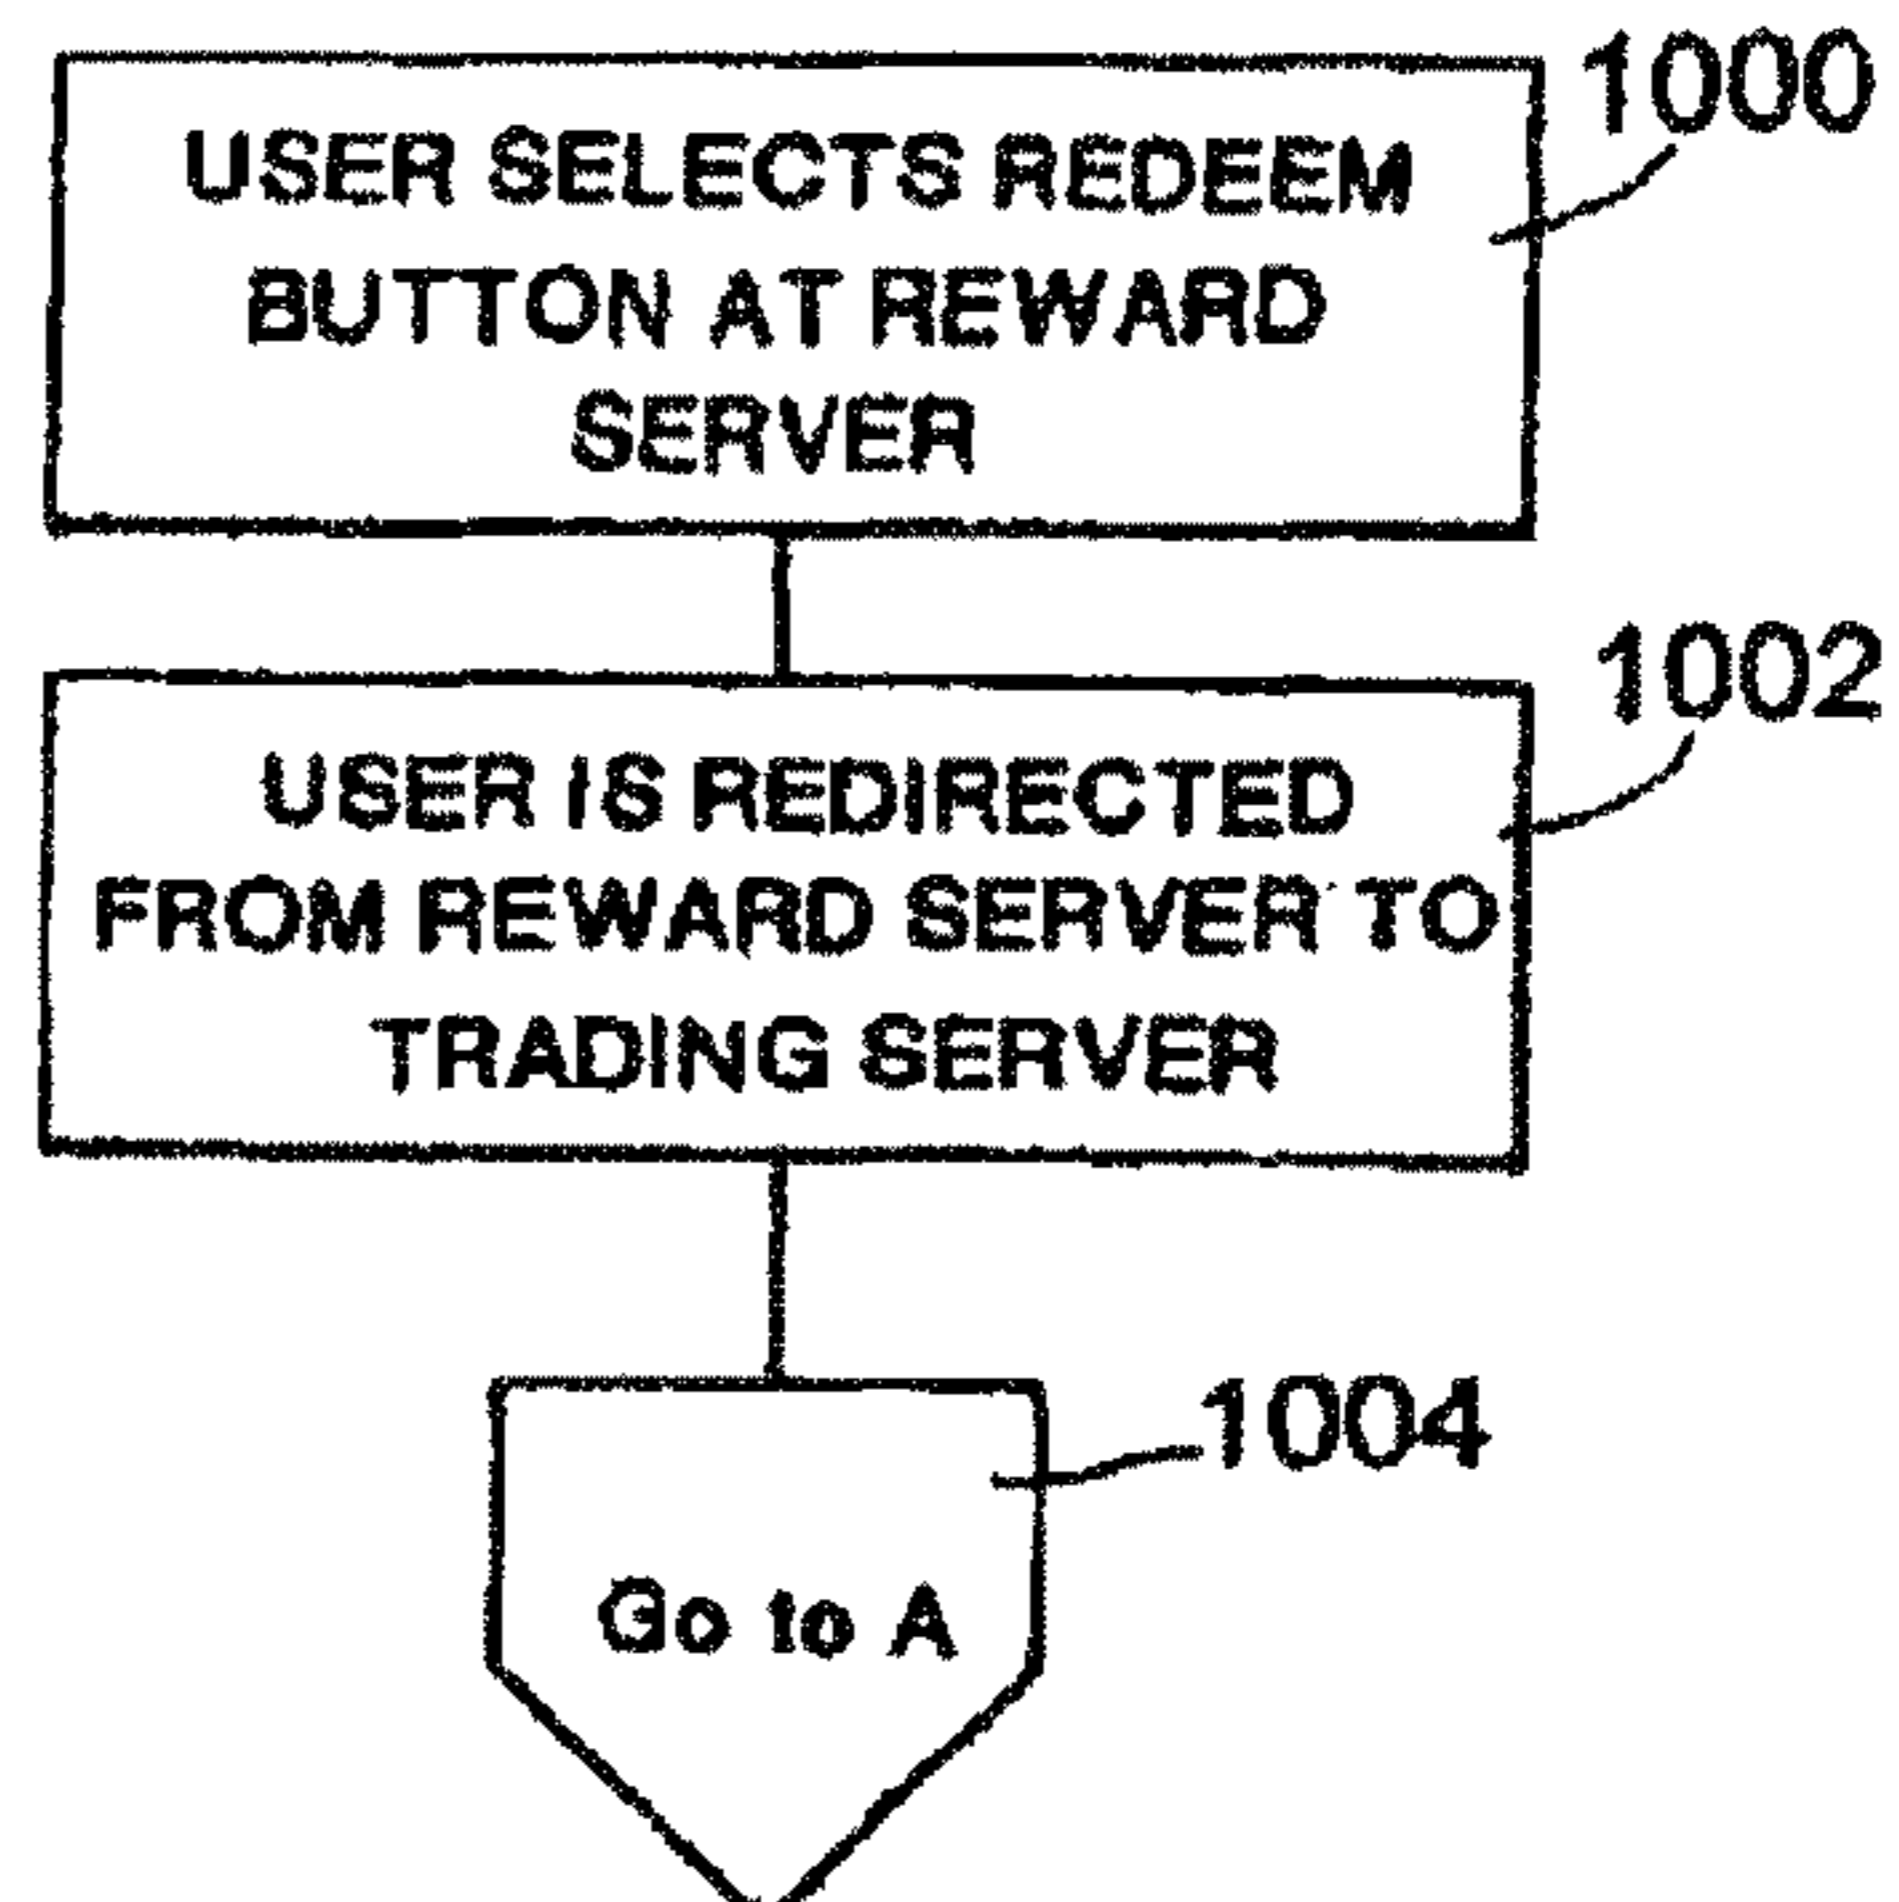 1000
USER SELECTS REDEEM
BUTTON AT REWARD
SERVER
1002
USER IS REDIRECTED
FROM REWARD SERVER TO
TRADING SERVER
1004
Go to A